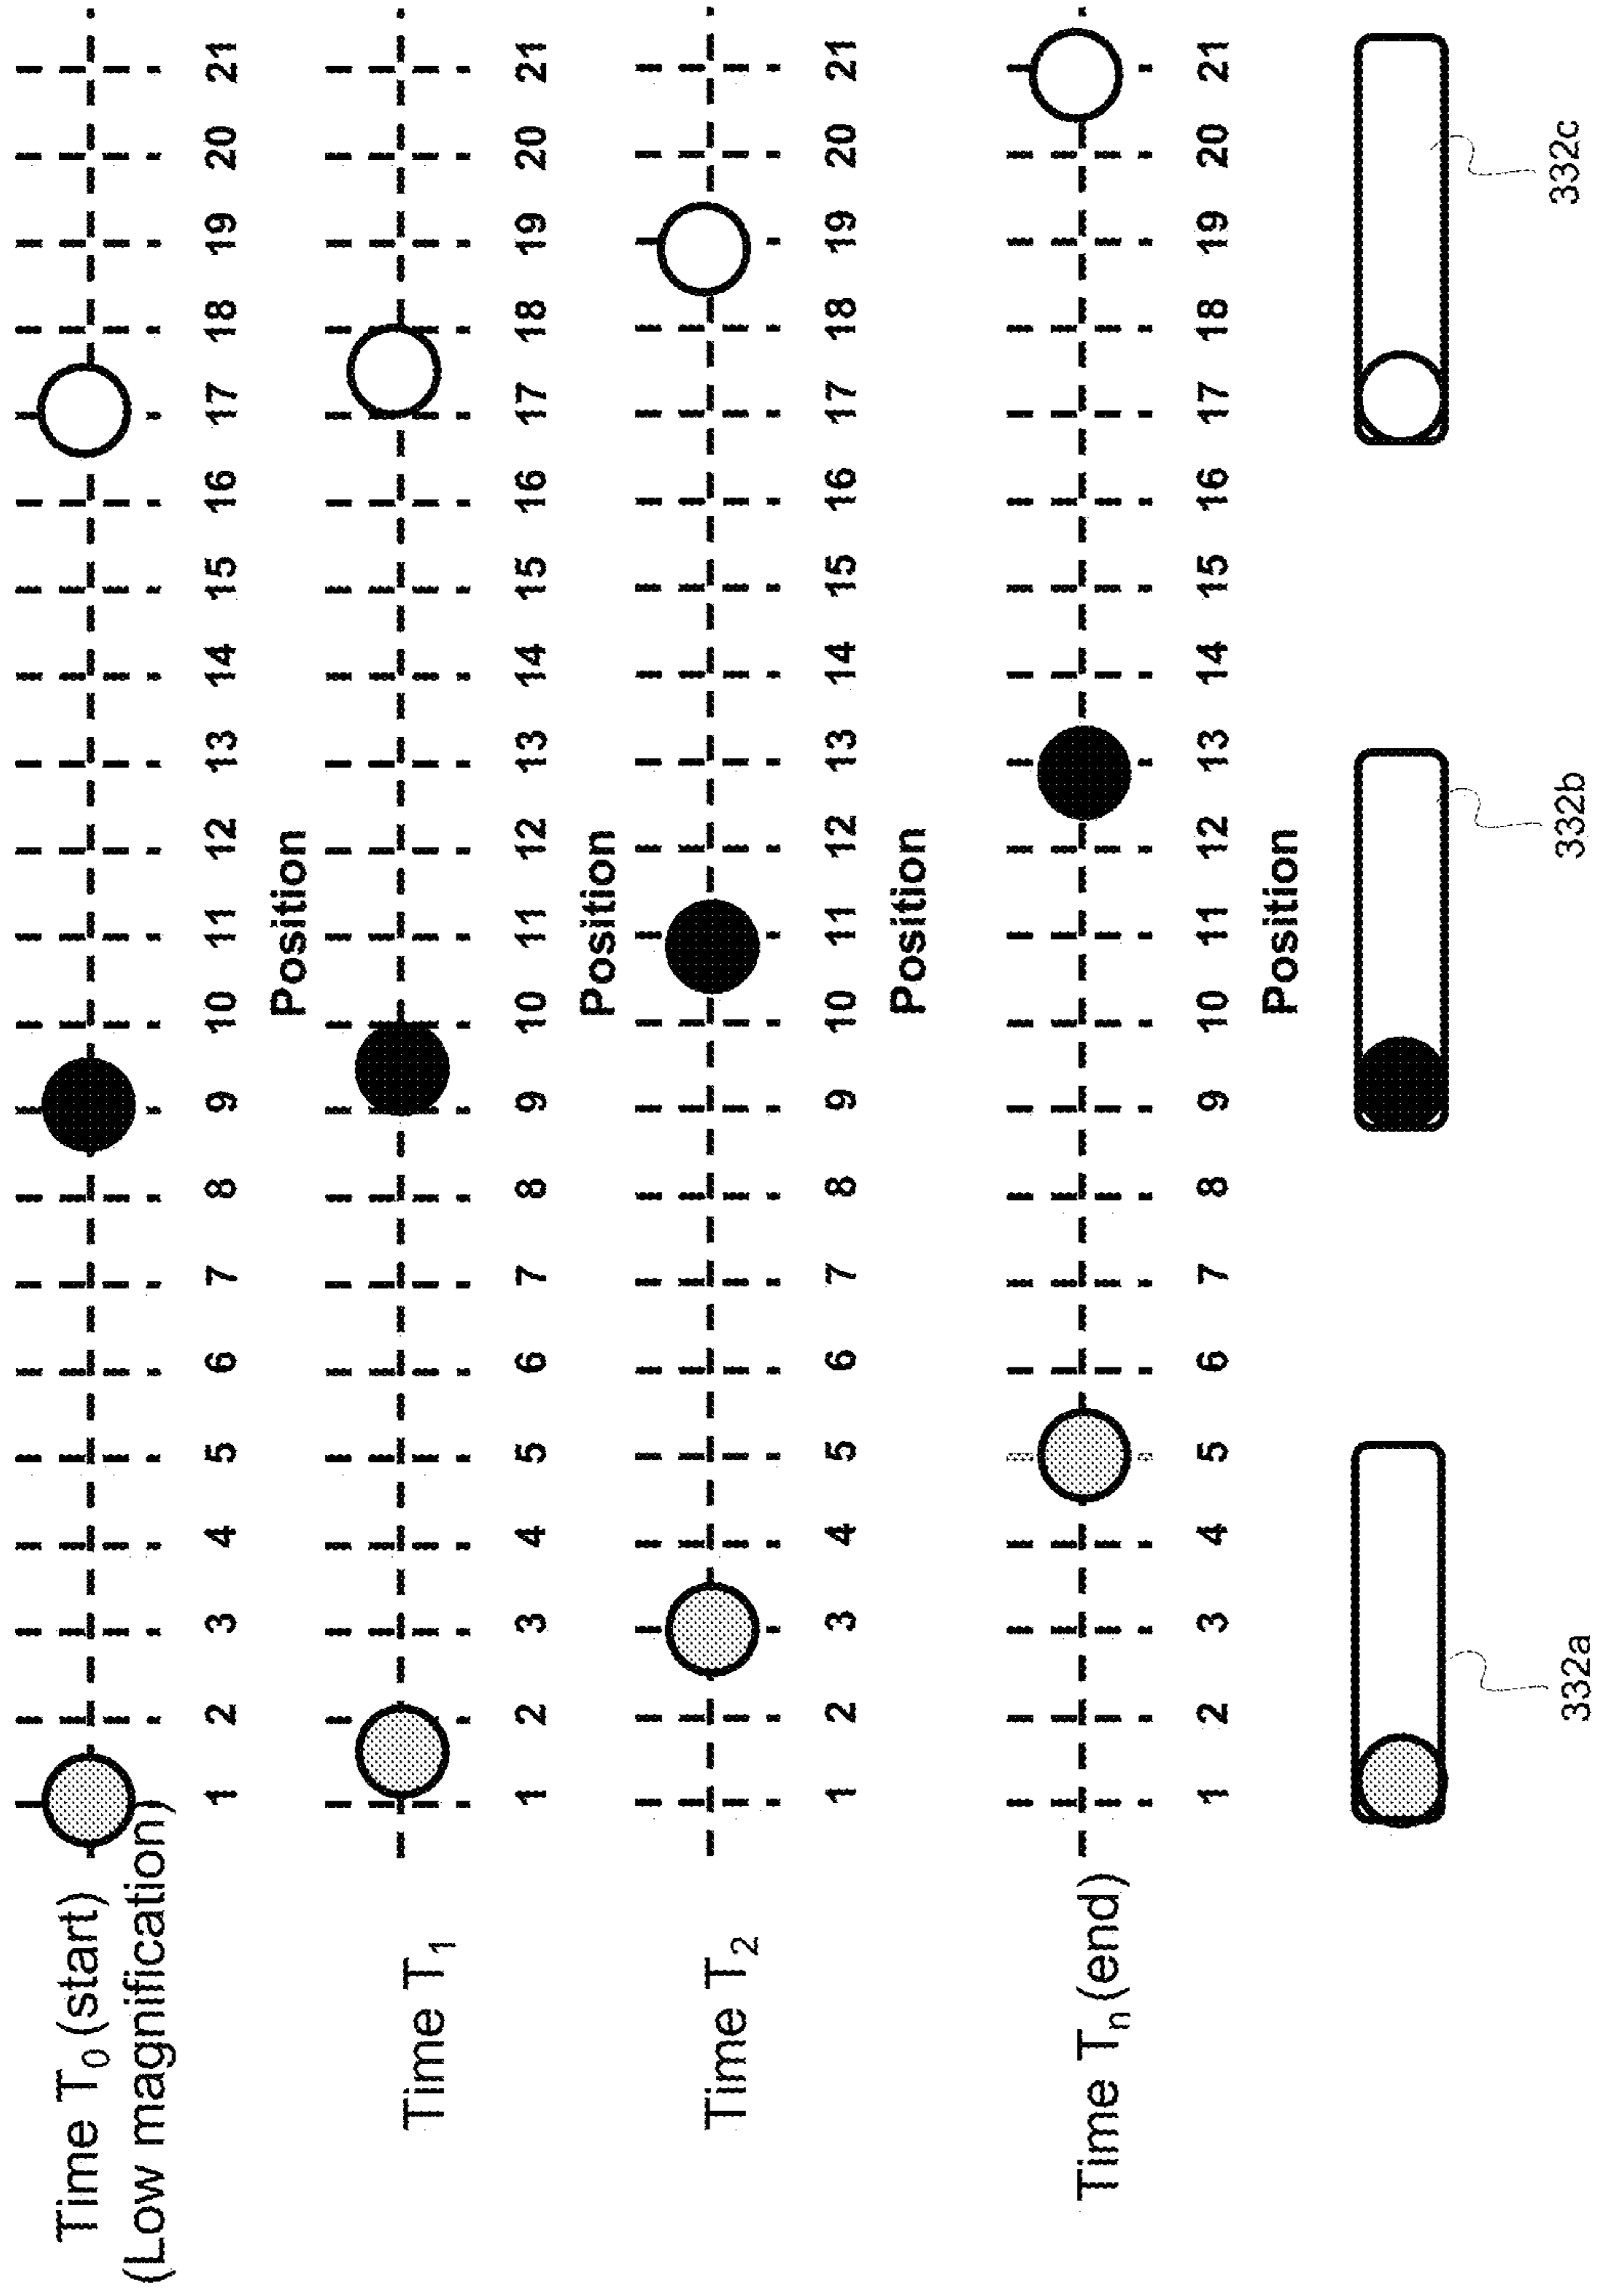 Time T0 (start)
(Low magnification)
1 2 3 4 5 6 7 8 9 10 11 12 13 14 15 16 17 18 19 20 21
Position
Time T1
1 2 3 4 5 6 7 8 9 10 11 12 13 14 15 16 17 18 19 20 21
Position
Time T2
1 2 3 4 5 6 7 8 9 10 11 12 13 14 15 16 17 18 19 20 21
Position
Time Tn (end)
1 2 3 4 5 6 7 8 9 10 11 12 13 14 15 16 17 18 19 20 21
Position
332a 332b 332c